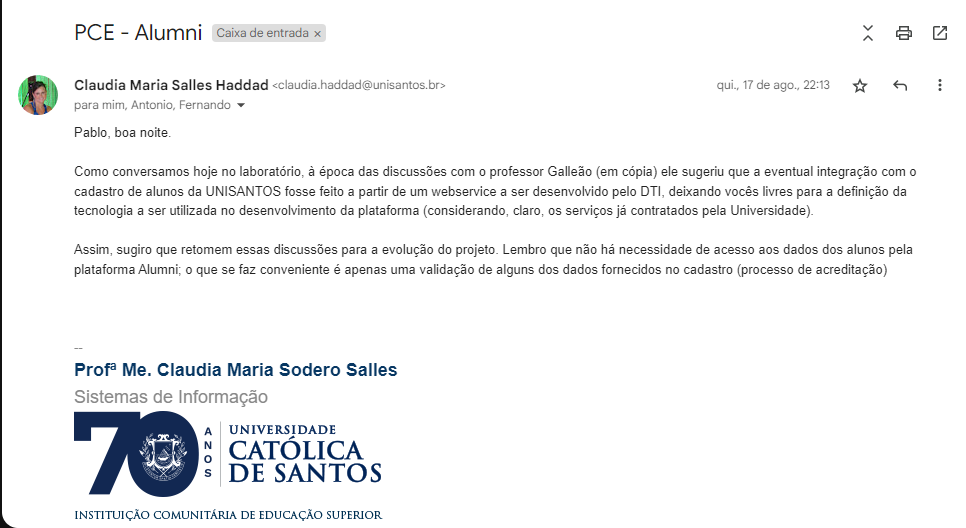 PCE - Alumni Caixa de entrada ×
Claudia Maria Salles Haddad <claudia.haddad@unisantos.br> qui., 17 de ago., 22:13
para mim, Antonio, Fernando
Pablo, boa noite.
Como conversamos hoje no laboratório, à época das discussões com o professor Galleão (em cópia) ele sugeriu que a eventual integração com o
cadastro de alunos da UNISANTOS fosse feito a partir de um webservice a ser desenvolvido pelo DTI, deixando vocês livres para a definição da
tecnologia a ser utilizada no desenvolvimento da plataforma (considerando, claro, os serviços já contratados pela Universidade).
Assim, sugiro que retomem essas discussões para a evolução do projeto. Lembro que não há necessidade de acesso aos dados dos alunos pela
plataforma Alumni; o que se faz conveniente é apenas uma validação de alguns dos dados fornecidos no cadastro (processo de acreditação)
--
Profª Me. Claudia Maria Sodero Salles
Sistemas de Informação
70 ANOS
UNIVERSIDADE
CATÓLICA
DE SANTOS
INSTITUIÇÃO COMUNITÁRIA DE EDUCAÇÃO SUPERIOR